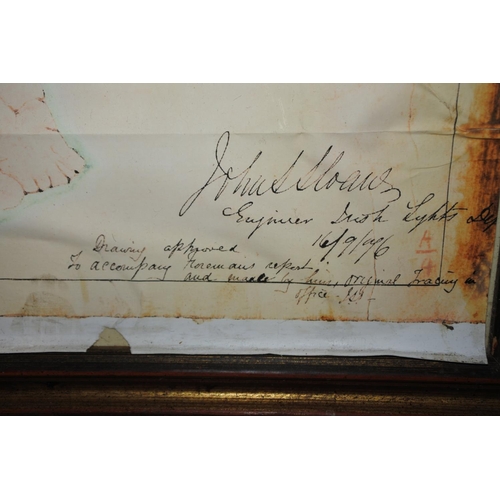 John S Sloane
Engineer Irish Lights
16/9/76
Drawing approved
To accompany Foreman's report
and made by him, original Tracing in
office